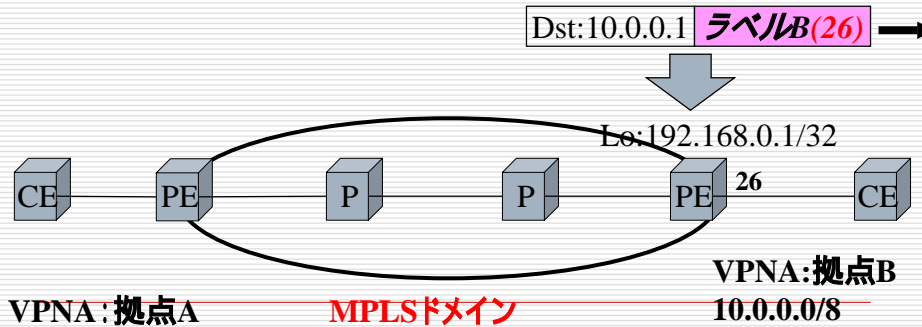 Dst:10.0.0.1 ラベルB(26)
Lo:192.168.0.1/32
CE PE P P PE 26 CE
VPNA:拠点A MPLSドメイン VPNA:拠点B
10.0.0.0/8